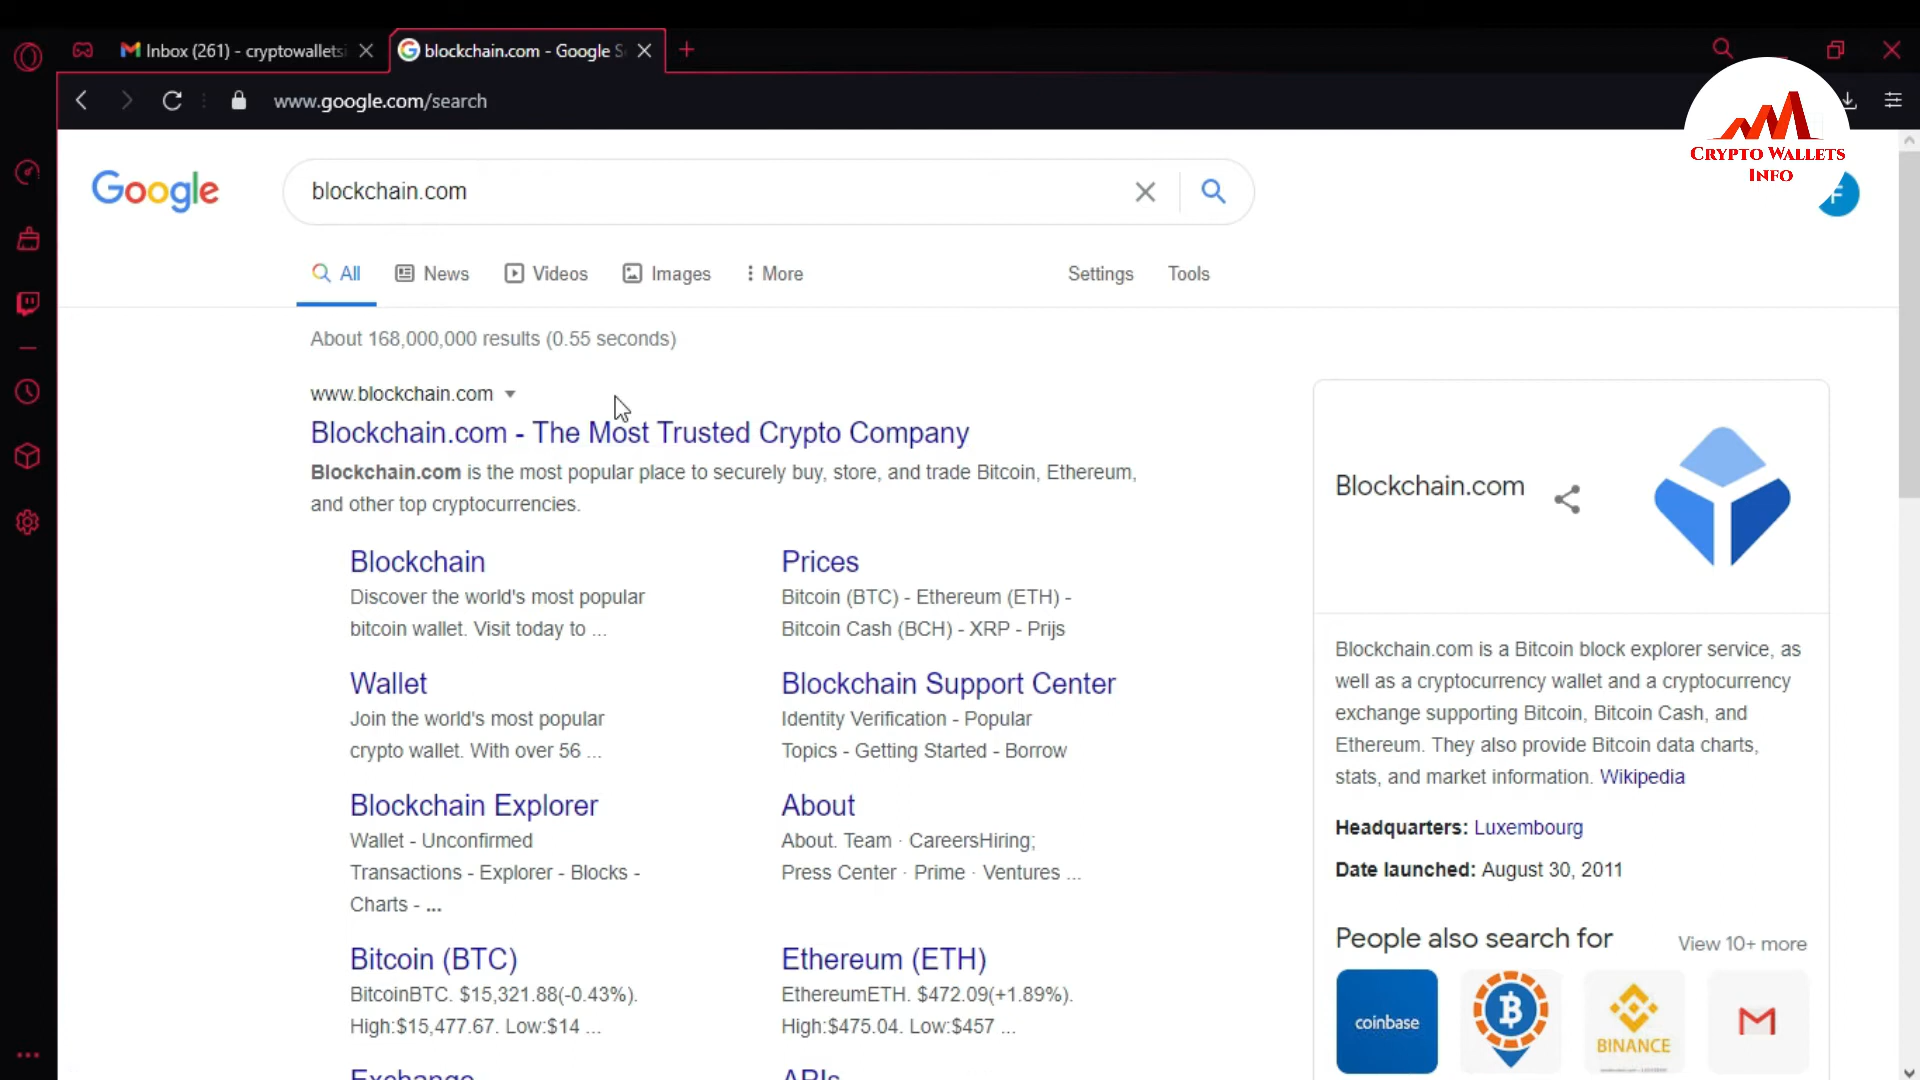 Inbox (261) - cryptowallets
blockchain.com - Google S
www.google.com/search
CRYPTO WALLETS
INFO
Google
blockchain.com
F
All
News
Videos
Images
More
Settings
Tools
About 168,000,000 results (0.55 seconds)
www.blockchain.com
Blockchain.com - The Most Trusted Crypto Company
Blockchain.com is the most popular place to securely buy, store, and trade Bitcoin, Ethereum,
and other top cryptocurrencies.
Blockchain
Discover the world's most popular
bitcoin wallet. Visit today to ...
Prices
Bitcoin (BTC) - Ethereum (ETH) -
Bitcoin Cash (BCH) - XRP - Prijs
Wallet
Join the world's most popular
crypto wallet. With over 56 ...
Blockchain Support Center
Identity Verification - Popular
Topics - Getting Started - Borrow
Blockchain Explorer
Wallet - Unconfirmed
Transactions - Explorer - Blocks -
Charts - ...
About
About. Team · CareersHiring;
Press Center · Prime · Ventures ...
Bitcoin (BTC)
BitcoinBTC. $15,321.88(-0.43%).
High:$15,477.67. Low:$14 ...
Ethereum (ETH)
EthereumETH. $472.09(+1.89%).
High:$475.04. Low:$457 ...
Exchange
APIs
Blockchain.com
Blockchain.com is a Bitcoin block explorer service, as
well as a cryptocurrency wallet and a cryptocurrency
exchange supporting Bitcoin, Bitcoin Cash, and
Ethereum. They also provide Bitcoin data charts,
stats, and market information. Wikipedia
Headquarters: Luxembourg
Date launched: August 30, 2011
People also search for
View 10+ more
coinbase
BINANCE